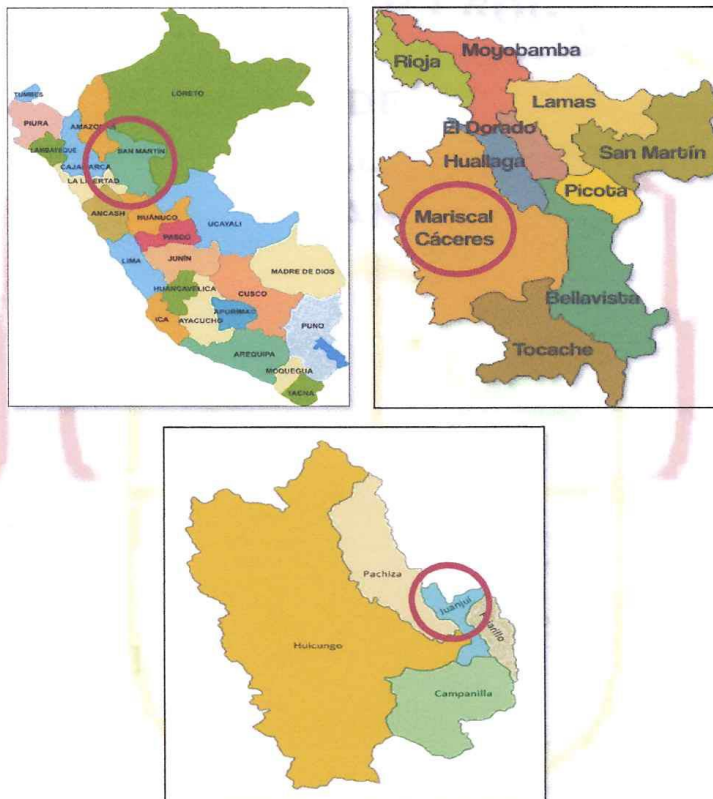 TUMBES
PIURA
LAMBAYEQUE
CAJAMARCA
AMAZONAS
LORETO
SAN MARTÍN
LA LIBERTAD
ANCASH
HUÁNUCO
UCAYALI
PASCO
LIMA
JUNÍN
MADRE DE DIOS
HUANCAVELICA
CUSCO
ICA
AYACUCHO
APURIMAC
PUNO
AREQUIPA
MOQUEGUA
TACNA
Rioja
Moyobamba
Lamas
El Dorado
San Martín
Huallaga
Picota
Mariscal
Cáceres
Bellavista
Tocache
Pachiza
Juanjuí
Huicungo
Campanilla